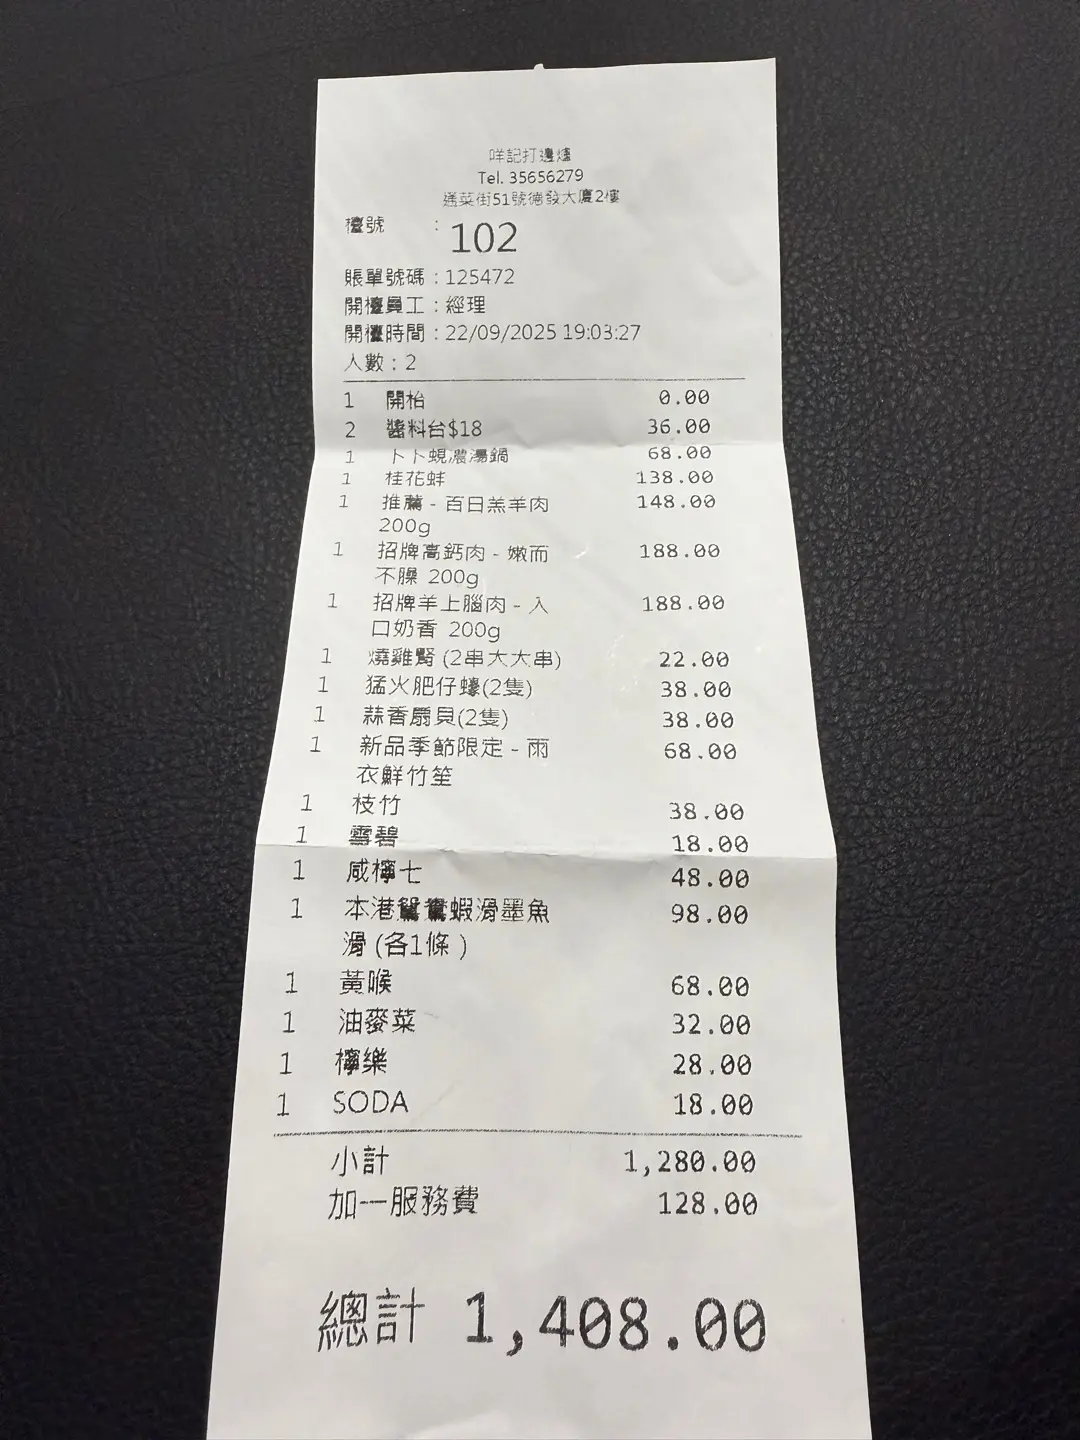 咩記打邊爐
Tel. 35656279
通菜街51號德發大廈2樓
檯號 : 102
賬單號碼 : 125472
開檯員工 : 經理
開檯時間 : 22/09/2025 19:03:27
人數 : 2
1 開枱 0.00
2 醬料台$18 36.00
1 卜卜蜆濃湯鍋 68.00
1 桂花蚌 138.00
1 推薦 - 百日羔羊肉 148.00
200g
1 招牌高鈣肉 - 嫩而 188.00
不臊 200g
1 招牌羊上腦肉 - 入 188.00
口奶香 200g
1 燒雞腎 (2串大大串) 22.00
1 猛火肥仔蠔(2隻) 38.00
1 蒜香扇貝(2隻) 38.00
1 新品季節限定 - 雨 68.00
衣鮮竹笙
1 枝竹 38.00
1 雪碧 18.00
1 咸檸七 48.00
1 本港鴛鴦蝦滑墨魚 98.00
滑 (各1條 )
1 黃喉 68.00
1 油麥菜 32.00
1 檸樂 28.00
1 SODA 18.00
小計 1,280.00
加一服務費 128.00
總計 1,408.00